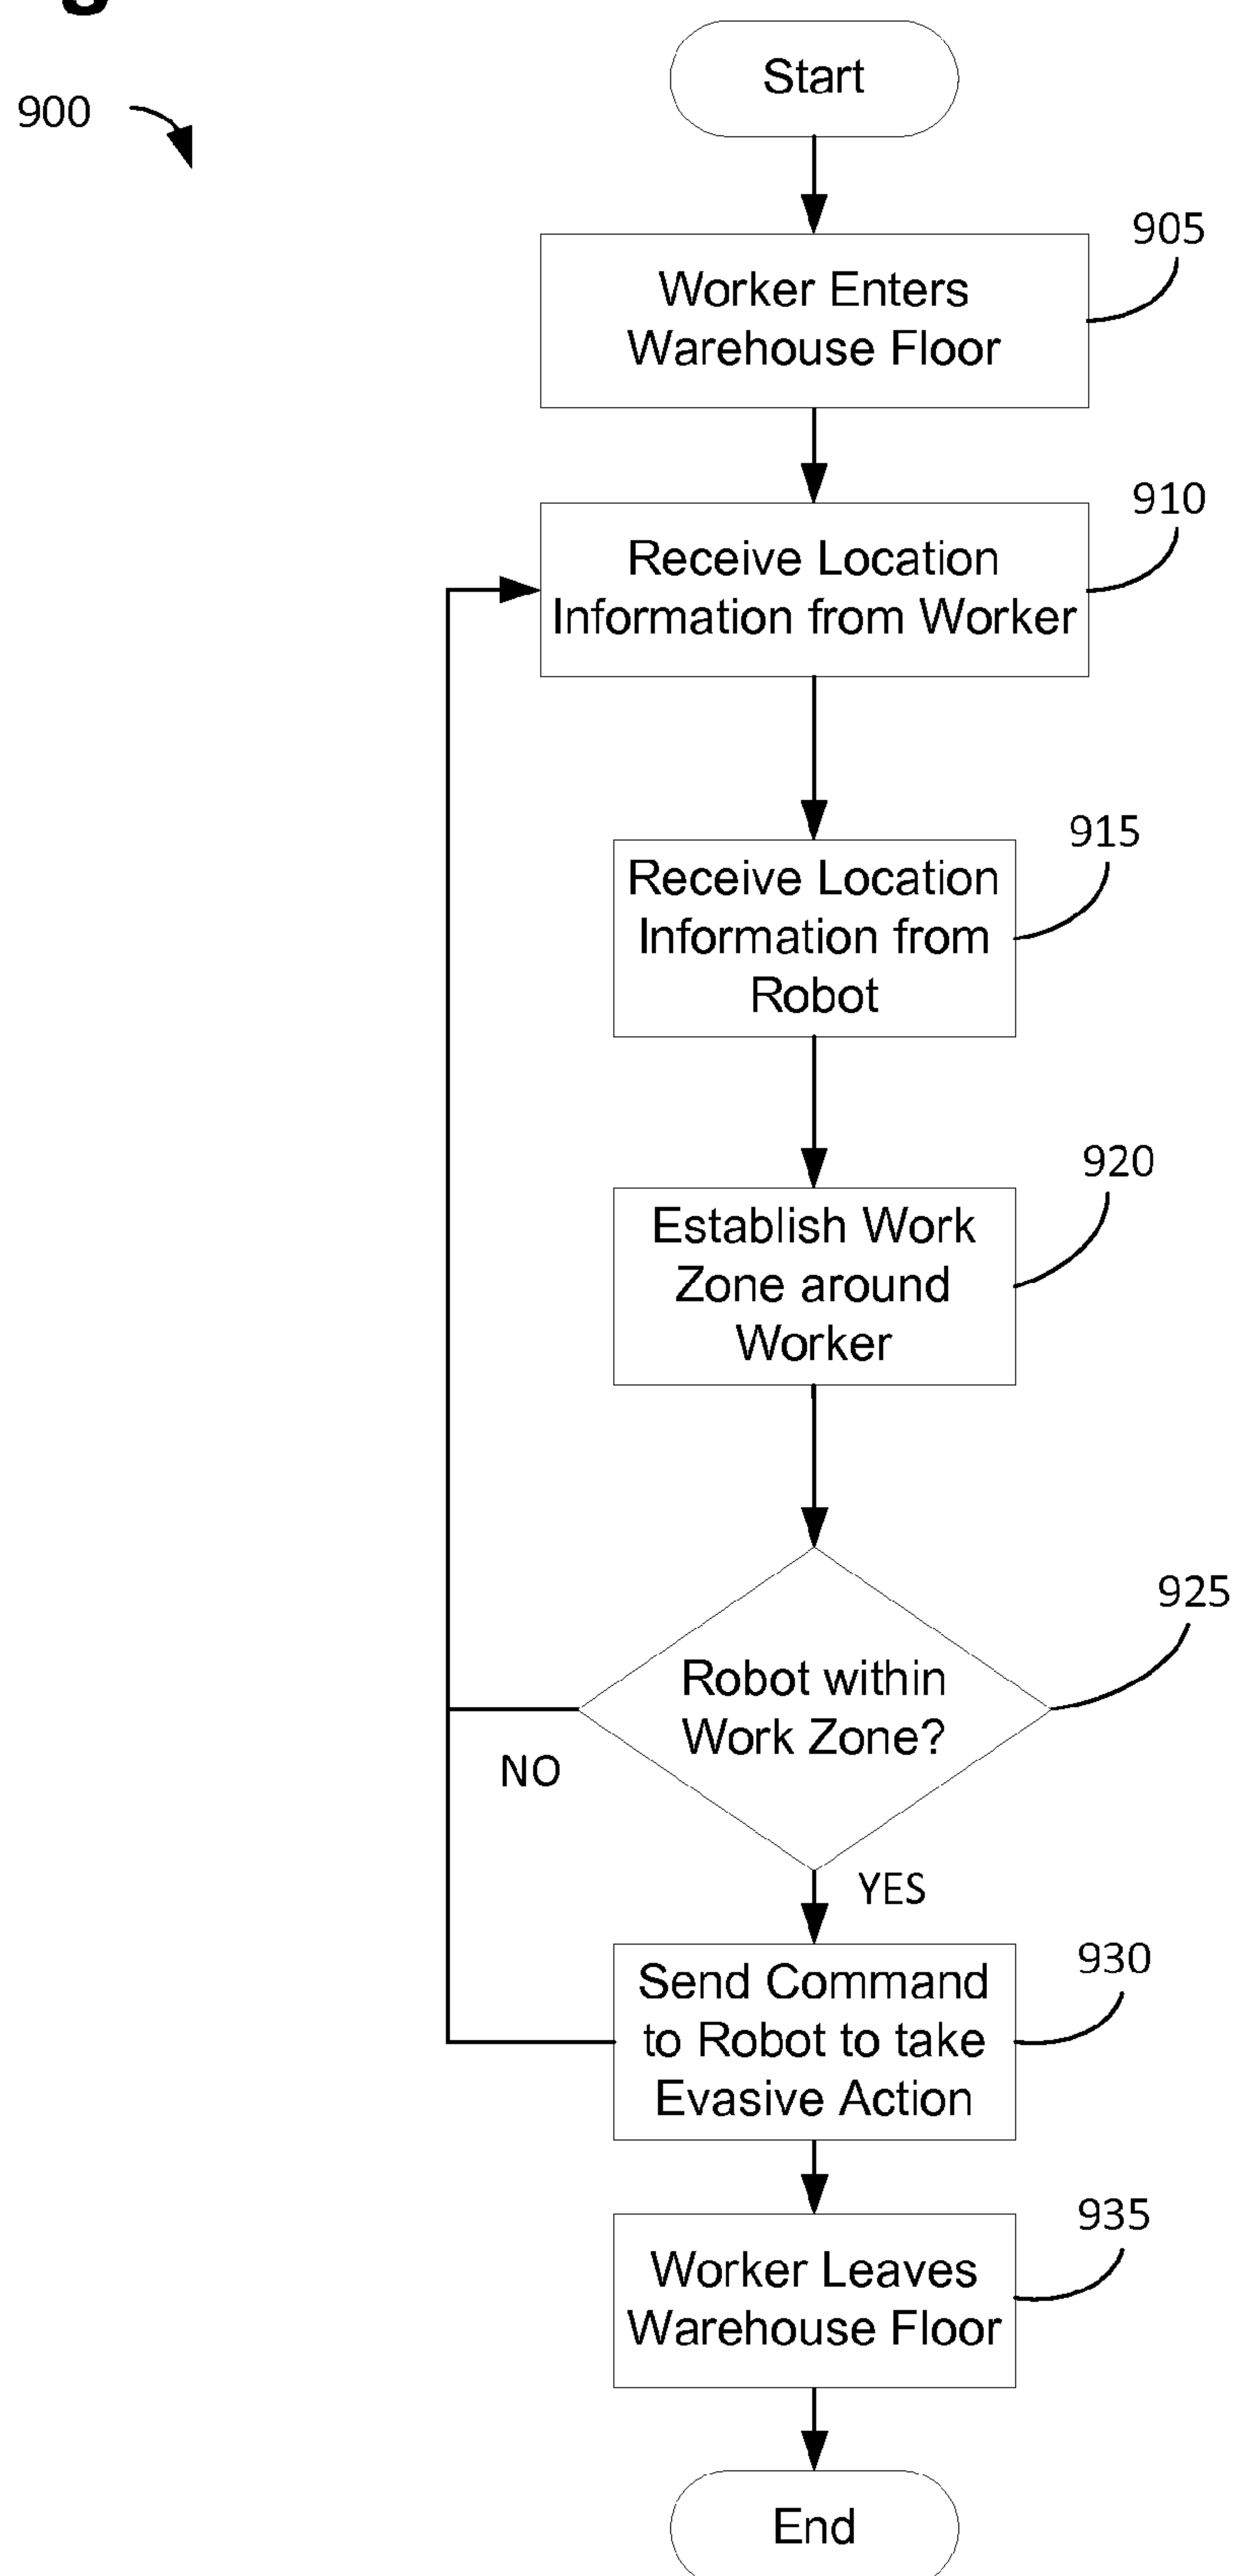 900
Start
905
Worker Enters
Warehouse Floor
910
Receive Location
Information from Worker
915
Receive Location
Information from
Robot
920
Establish Work
Zone around
Worker
925
Robot within
Work Zone?
NO
YES
930
Send Command
to Robot to take
Evasive Action
935
Worker Leaves
Warehouse Floor
End